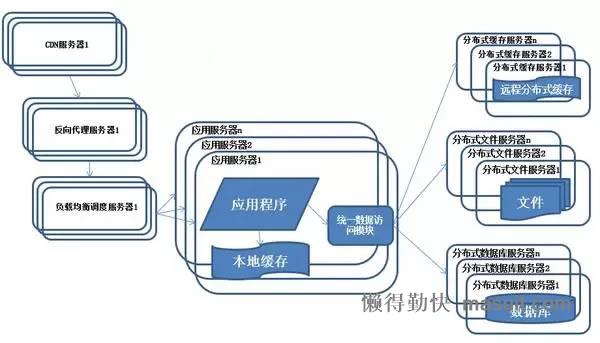 CDN服务器1
反向代理服务器1
负载均衡调度服务器1
应用服务器n
应用服务器2
应用服务器1
应用程序
本地缓存
统一数据访
问模块
分布式缓存服务器n
分布式缓存服务器2
分布式缓存服务器1
远程分布式缓存
分布式文件服务器n
分布式文件服务器2
分布式文件服务器1
文件
分布式数据库服务器n
分布式数据库服务器2
分布式数据库服务器1
数据库
懒得勤快